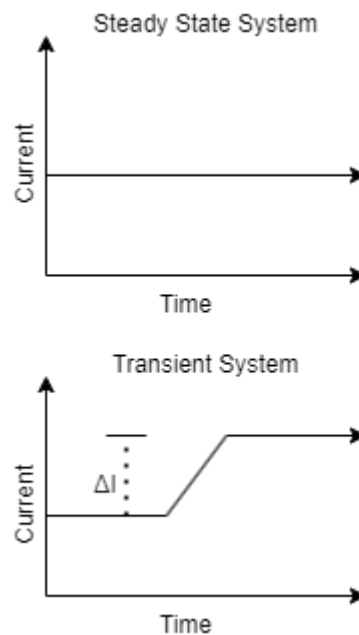 Steady State System
Current
Time
Transient System
ΔI
Current
Time